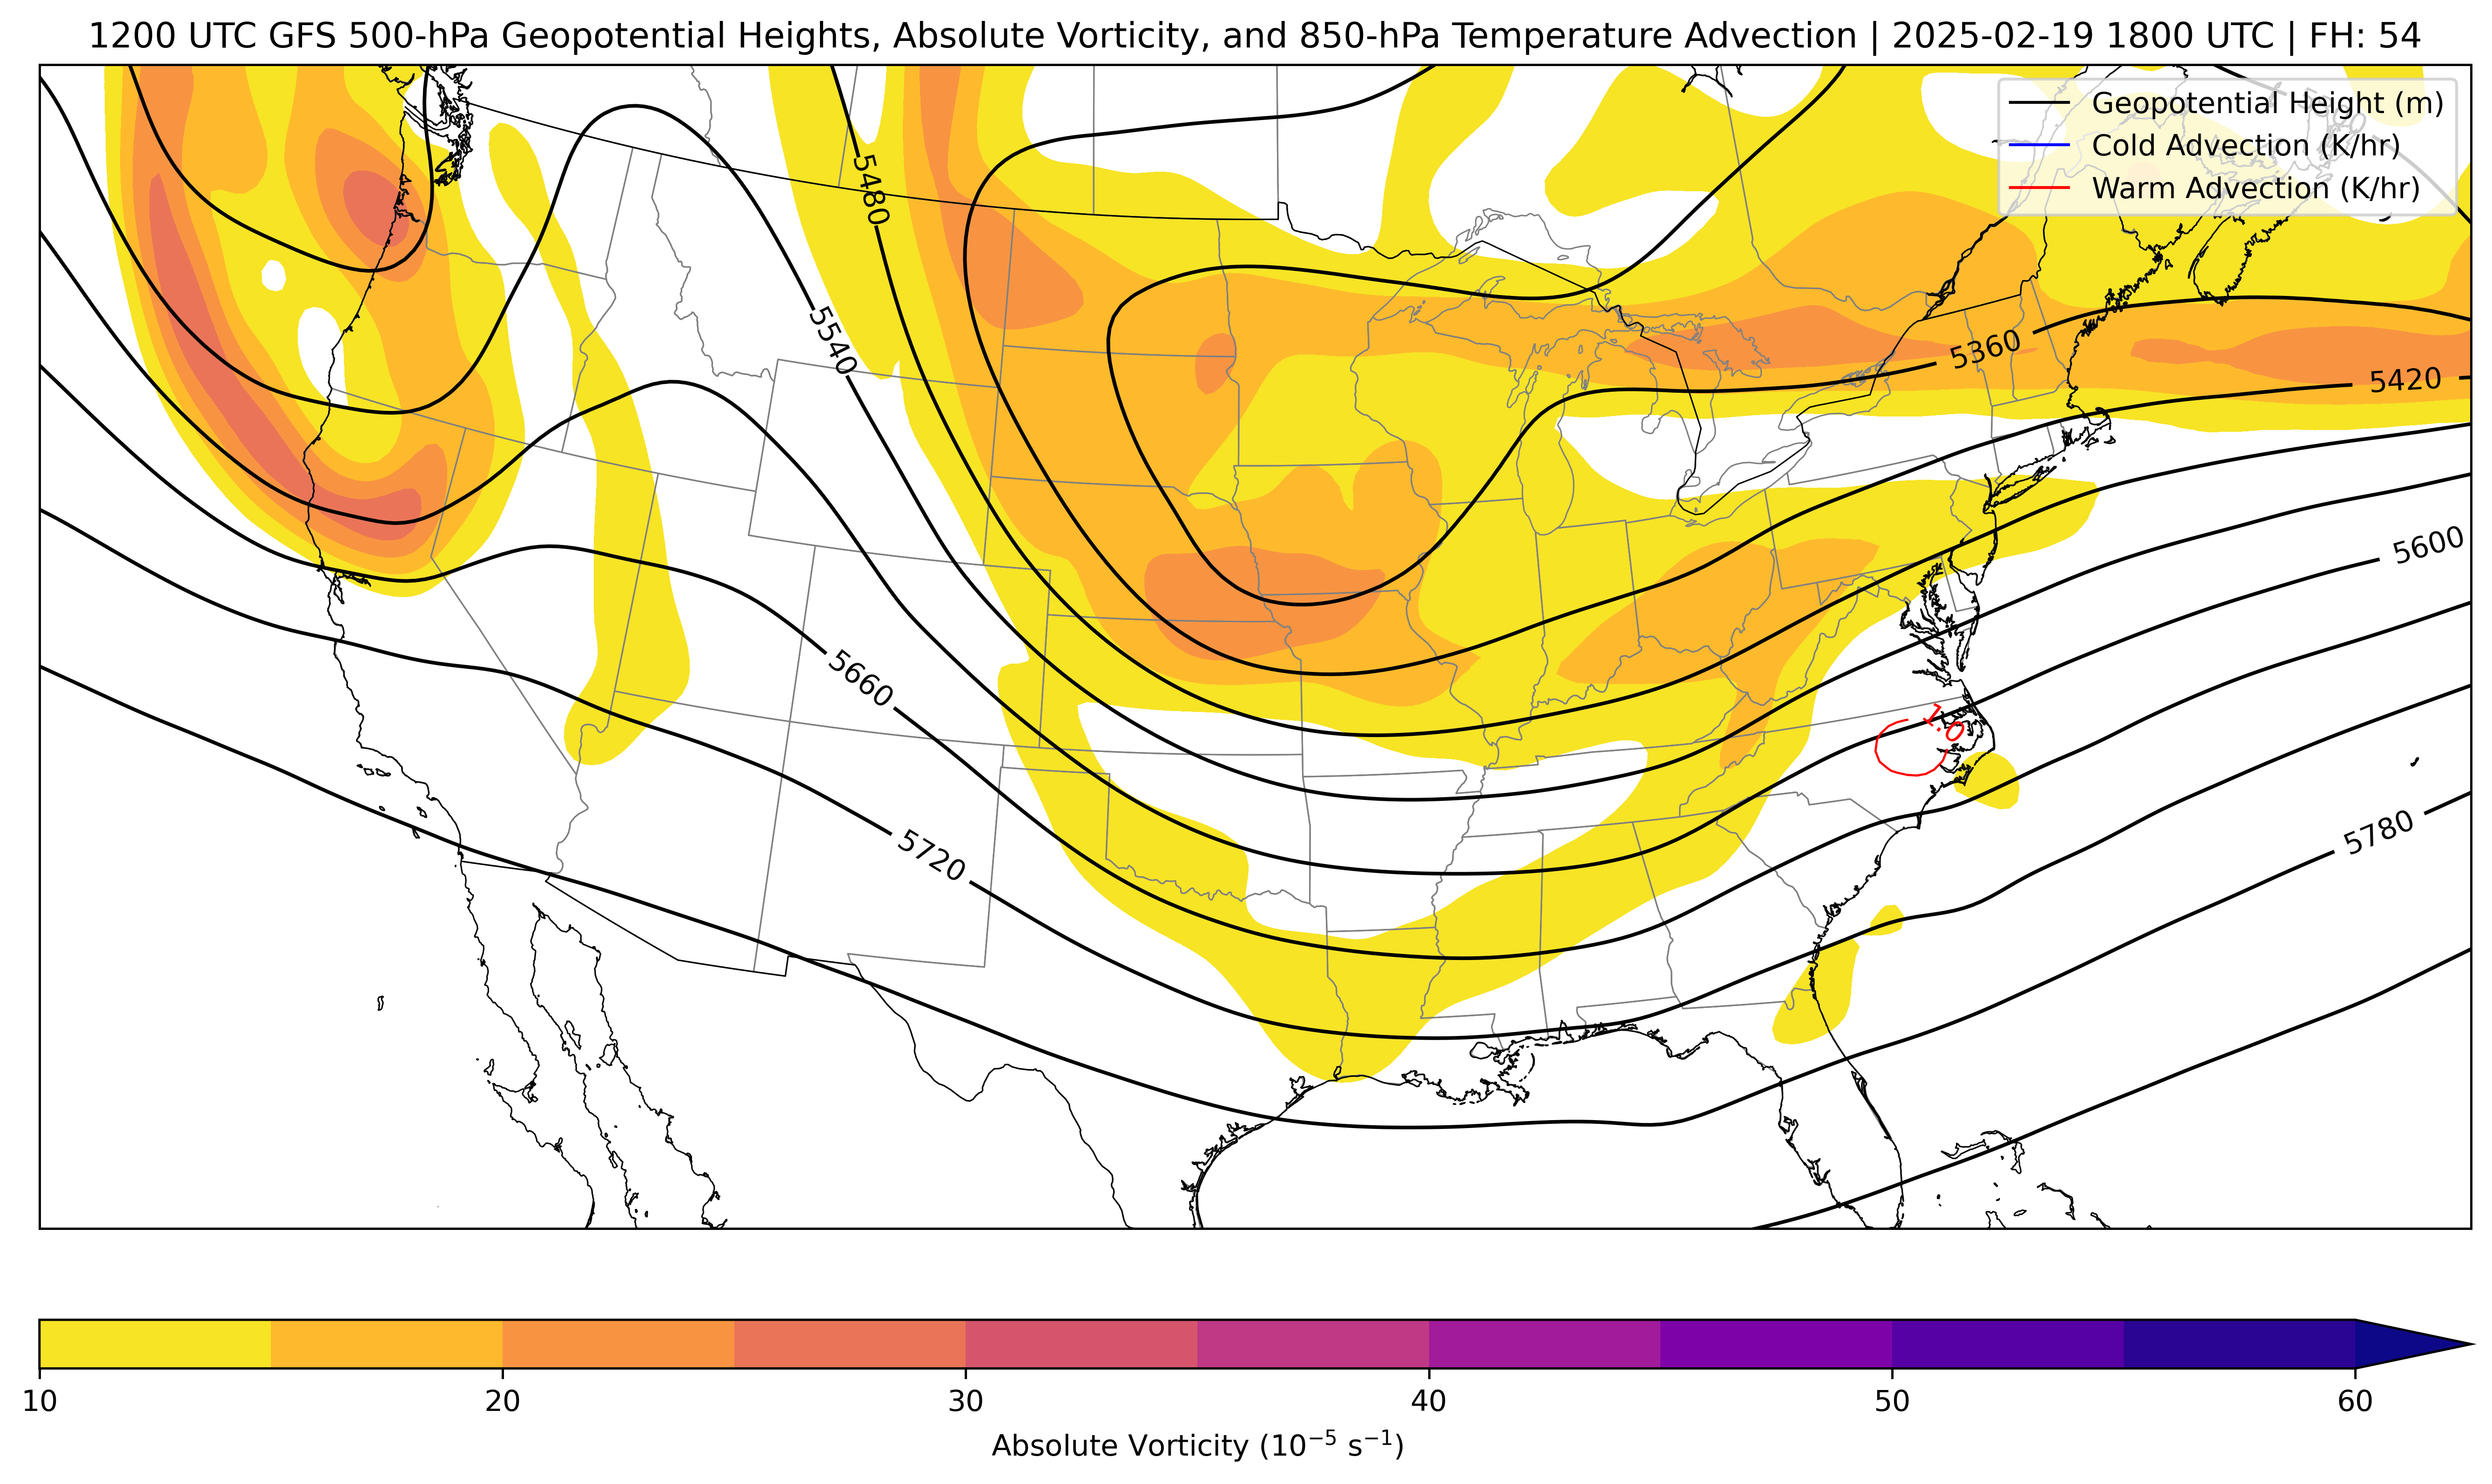 1200 UTC GFS 500-hPa Geopotential Heights, Absolute Vorticity, and 850-hPa Temperature Advection | 2025-02-19 1800 UTC | FH: 54
Geopotential Height (m)
Cold Advection (K/hr)
Warm Advection (K/hr)
5480
5540
5360
5420
5600
5660
1.0
5720
5780
10 20 30 40 50 60
Absolute Vorticity (10⁻⁵ s⁻¹)